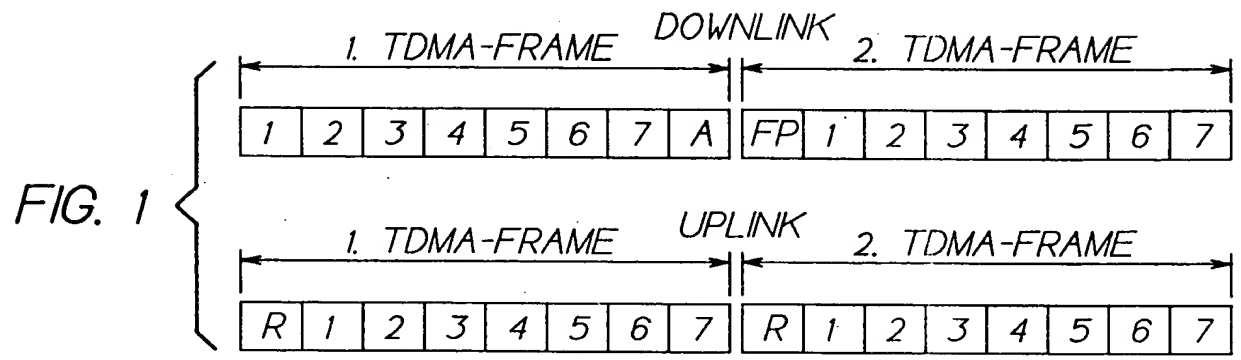 DOWNLINK
1. TDMA-FRAME 2. TDMA-FRAME
1 2 3 4 5 6 7 A FP 1 2 3 4 5 6 7
FIG. 1
UPLINK
1. TDMA-FRAME 2. TDMA-FRAME
R 1 2 3 4 5 6 7 R 1 2 3 4 5 6 7